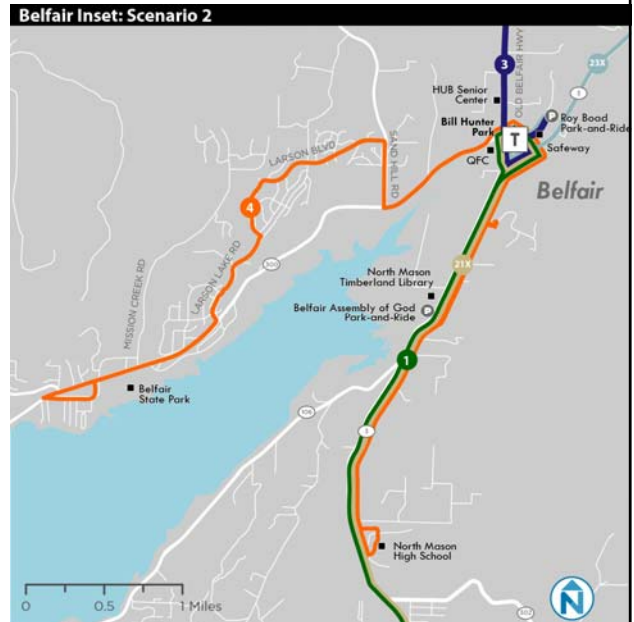 Belfair Inset: Scenario 2
23X
3
OLD BELFAIR HWY
3
HUB Senior
Center
P
Roy Boad
Park-and-Ride
Bill Hunter
Park
T
Safeway
QFC
Belfair
SAND HILL RD
LARSON BLVD
4
LARSON LAKE RD
300
21X
MISSION CREEK RD
North Mason
Timberland Library
Belfair Assembly of God
Park-and-Ride
P
1
Belfair
State Park
106
3
North Mason
High School
0
0.5
1 Miles
N
302